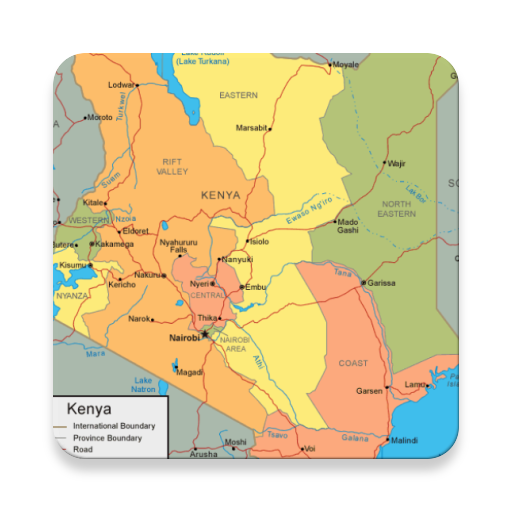 (Lake Turkana)
Moyale
Lodwar
EASTERN
Turkwel
Moroto
Marsabit
RIFT
VALLEY
Wajir
Suam
KENYA
Lak Bor
Kitale
NORTH
EASTERN
WESTERN
Nzoia
Ewaso Ng'iro
Mado
Gashi
Eldoret
Butere
Kakamega
Nyahururu
Falls
Isiolo
Kisumu
Nakuru
Nanyuki
Tana
Kericho
Nyeri
Embu
Garissa
NYANZA
CENTRAL
Narok
Thika
Nairobi
NAIROBI
AREA
Mara
Athi
COAST
Magadi
Lake
Natron
Garsen
Lamu
Kenya
International Boundary
Province Boundary
Road
Moshi
Arusha
Tsavo
Voi
Galana
Malindi